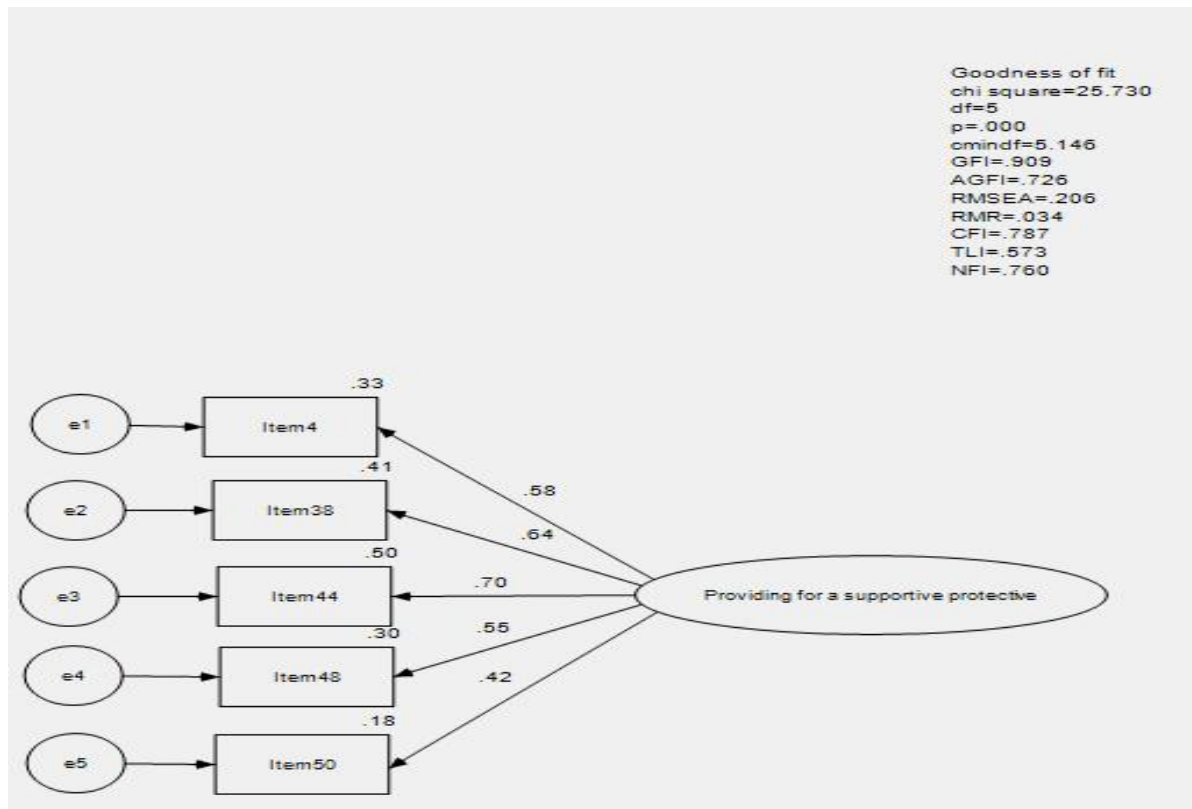 Goodness of fit
chi square=25.730
df=5
p=.000
cmindf=5.146
GFI=.909
AGFI=.726
RMSEA=.206
RMR=.034
CFI=.787
TLI=.573
NFI=.760
.33
e1
Item4
.58
.41
e2
Item38
.64
.50
e3
Item44
.70
Providing for a supportive protective
.30
e4
Item48
.55
.42
.18
e5
Item50